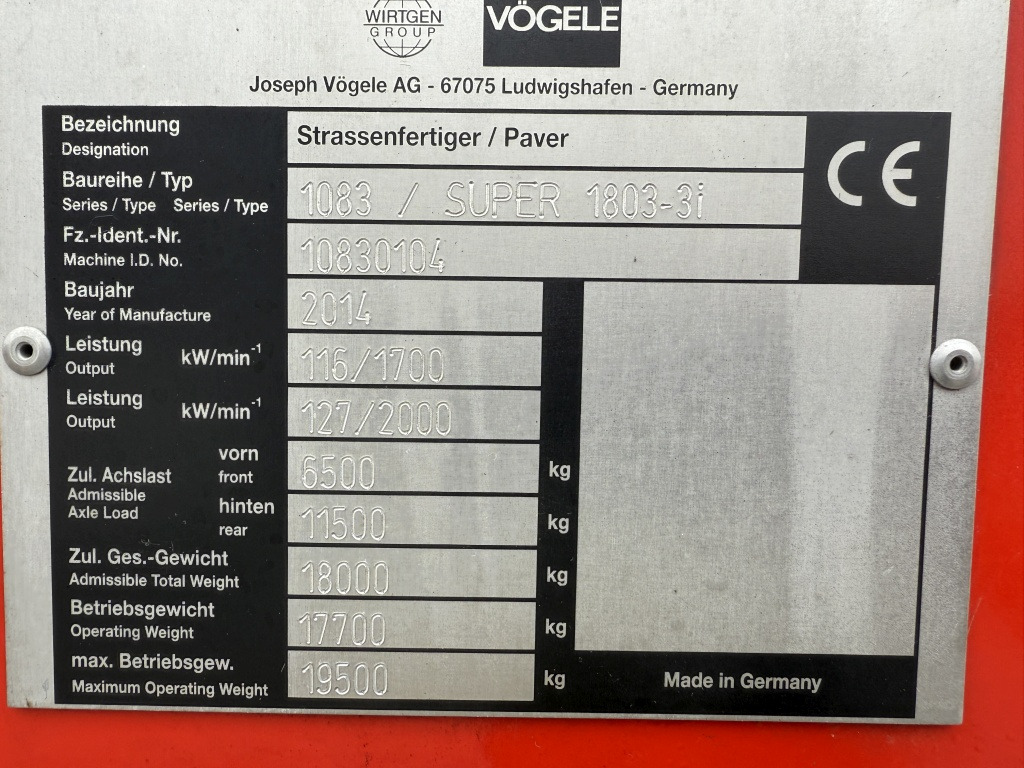 WIRTGEN
GROUP
VÖGELE
Joseph Vögele AG - 67075 Ludwigshafen - Germany
Bezeichnung
Designation
Strassenfertiger / Paver
CE
Baureihe / Typ
Series / Type Series / Type
1083 / SUPER 1803-3i
Fz.-Ident.-Nr.
Machine I.D. No.
10830104
Baujahr
Year of Manufacture
2014
Leistung
Output
kW/min⁻¹
116/1700
Leistung
Output
kW/min⁻¹
127/2000
Zul. Achslast
Admissible
Axle Load
vorn
front
6500
kg
hinten
rear
11500
kg
Zul. Ges.-Gewicht
Admissible Total Weight
18000
kg
Betriebsgewicht
Operating Weight
17700
kg
max. Betriebsgew.
Maximum Operating Weight
19500
kg
Made in Germany